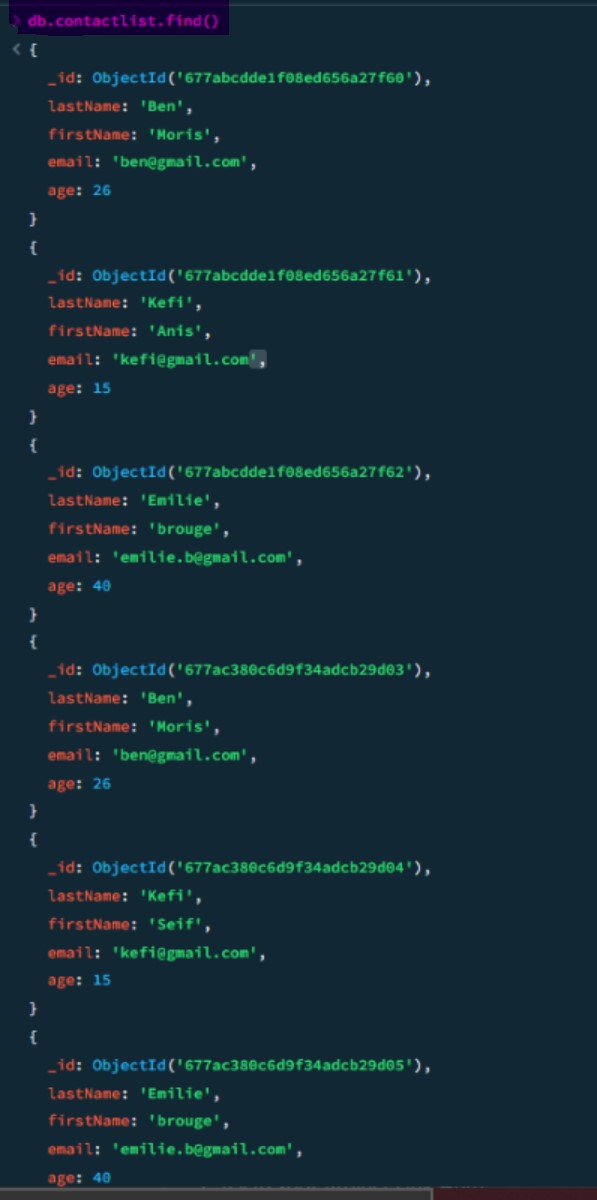 > db.contactlist.find()
< {
_id: ObjectId('677abcdde1f08ed656a27f60'),
lastName: 'Ben',
firstName: 'Moris',
email: 'ben@gmail.com',
age: 26
}
{
_id: ObjectId('677abcdde1f08ed656a27f61'),
lastName: 'Kefi',
firstName: 'Anis',
email: 'kefi@gmail.com',
age: 15
}
{
_id: ObjectId('677abcdde1f08ed656a27f62'),
lastName: 'Emilie',
firstName: 'brouge',
email: 'emilie.b@gmail.com',
age: 40
}
{
_id: ObjectId('677ac380c6d9f34adcb29d03'),
lastName: 'Ben',
firstName: 'Moris',
email: 'ben@gmail.com',
age: 26
}
{
_id: ObjectId('677ac380c6d9f34adcb29d04'),
lastName: 'Kefi',
firstName: 'Seif',
email: 'kefi@gmail.com',
age: 15
}
{
_id: ObjectId('677ac380c6d9f34adcb29d05'),
lastName: 'Emilie',
firstName: 'brouge',
email: 'emilie.b@gmail.com',
age: 40